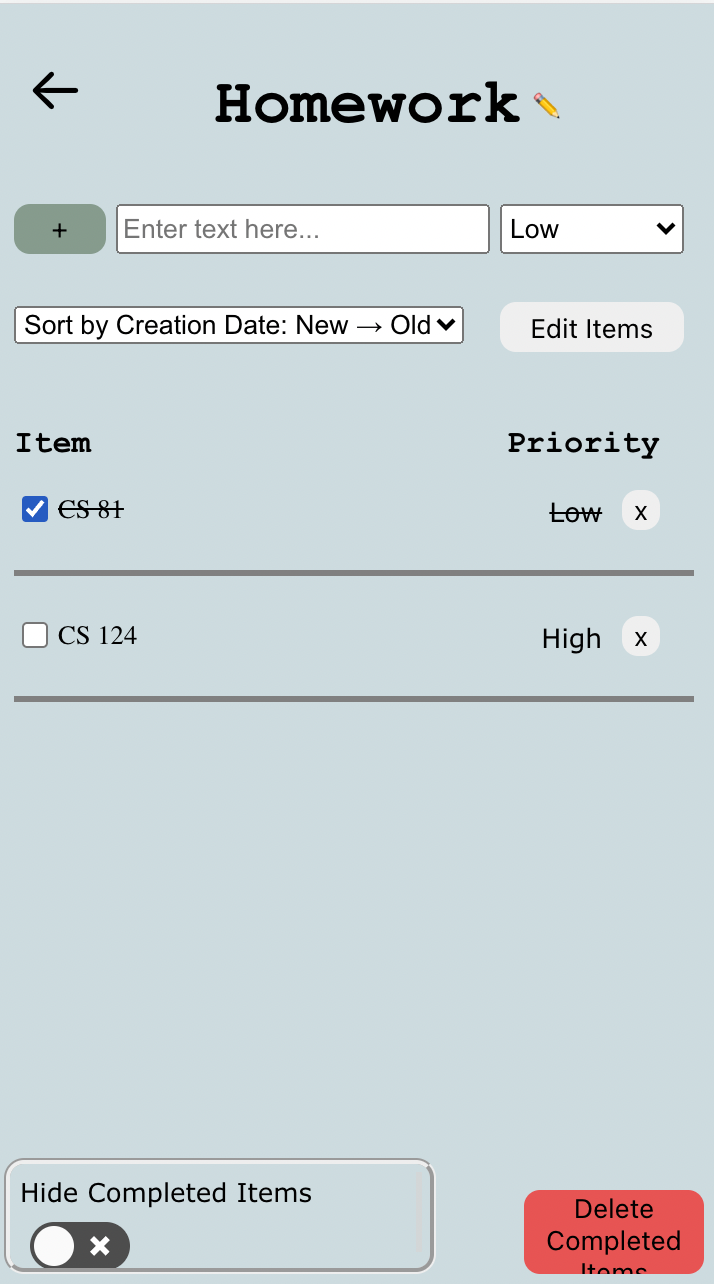 Homework
+ Enter text here... Low
Sort by Creation Date: New → Old Edit Items
Item Priority
CS 81 Low x
CS 124 High x
Hide Completed Items
Delete
Completed
Items